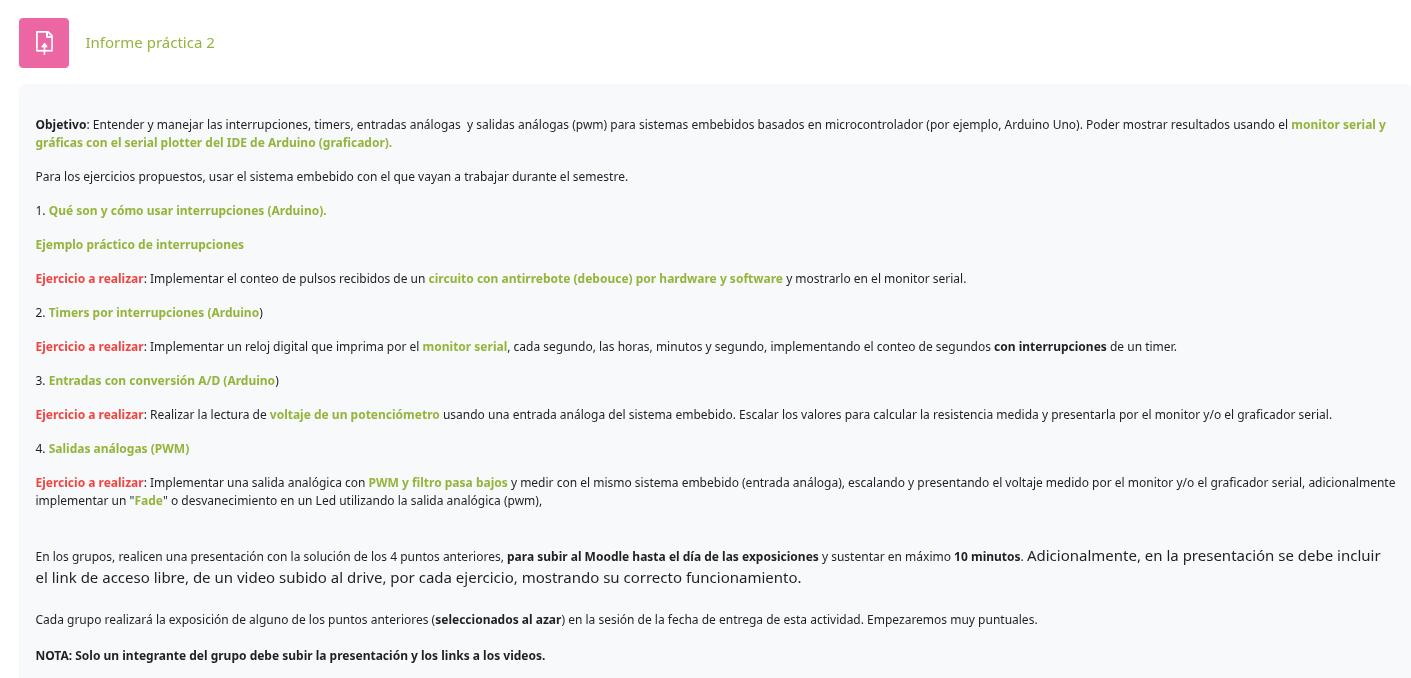 Informe práctica 2
Objetivo: Entender y manejar las interrupciones, timers, entradas análogas  y salidas análogas (pwm) para sistemas embebidos basados en microcontrolador (por ejemplo, Arduino Uno). Poder mostrar resultados usando el monitor serial y
gráficas con el serial plotter del IDE de Arduino (graficador).
Para los ejercicios propuestos, usar el sistema embebido con el que vayan a trabajar durante el semestre.
1. Qué son y cómo usar interrupciones (Arduino).
Ejemplo práctico de interrupciones
Ejercicio a realizar: Implementar el conteo de pulsos recibidos de un circuito con antirrebote (debouce) por hardware y software y mostrarlo en el monitor serial.
2. Timers por interrupciones (Arduino)
Ejercicio a realizar: Implementar un reloj digital que imprima por el monitor serial, cada segundo, las horas, minutos y segundo, implementando el conteo de segundos con interrupciones de un timer.
3. Entradas con conversión A/D (Arduino)
Ejercicio a realizar: Realizar la lectura de voltaje de un potenciómetro usando una entrada análoga del sistema embebido. Escalar los valores para calcular la resistencia medida y presentarla por el monitor y/o el graficador serial.
4. Salidas análogas (PWM)
Ejercicio a realizar: Implementar una salida analógica con PWM y filtro pasa bajos y medir con el mismo sistema embebido (entrada análoga), escalando y presentando el voltaje medido por el monitor y/o el graficador serial, adicionalmente
implementar un "Fade" o desvanecimiento en un Led utilizando la salida analógica (pwm),
En los grupos, realicen una presentación con la solución de los 4 puntos anteriores, para subir al Moodle hasta el día de las exposiciones y sustentar en máximo 10 minutos. Adicionalmente, en la presentación se debe incluir
el link de acceso libre, de un video subido al drive, por cada ejercicio, mostrando su correcto funcionamiento.
Cada grupo realizará la exposición de alguno de los puntos anteriores (seleccionados al azar) en la sesión de la fecha de entrega de esta actividad. Empezaremos muy puntuales.
NOTA: Solo un integrante del grupo debe subir la presentación y los links a los videos.